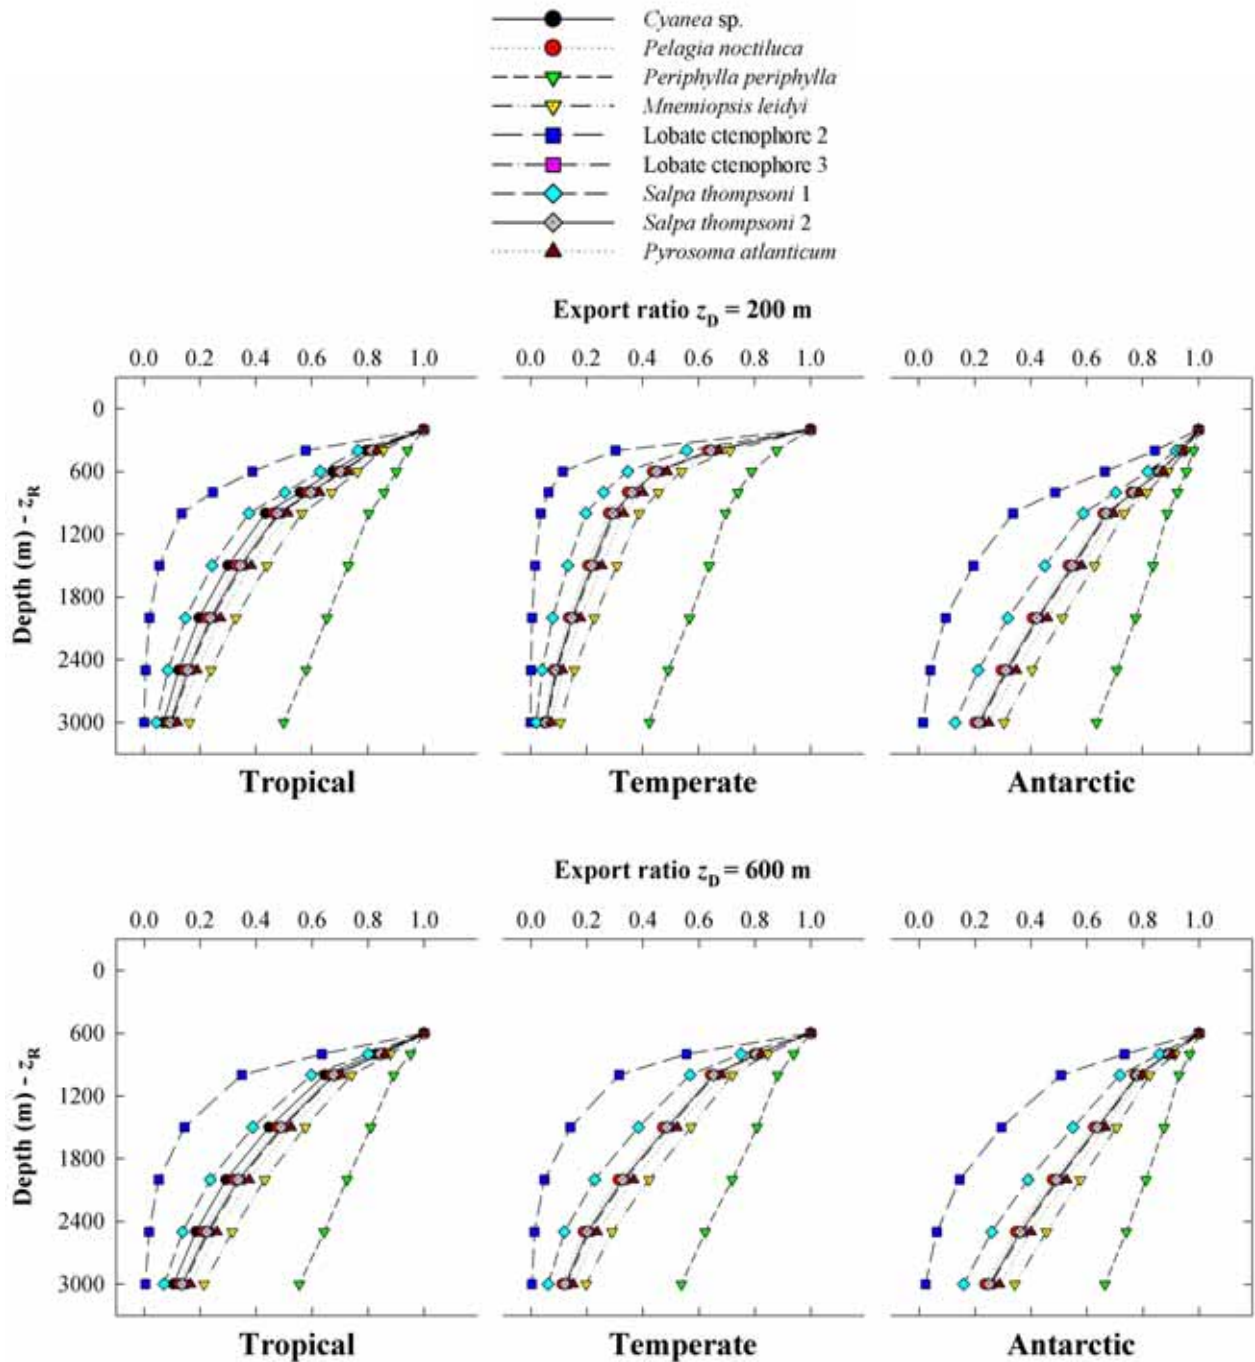 Cyanea sp.
Pelagia noctiluca
Periphylla periphylla
Mnemiopsis leidyi
Lobate ctenophore 2
Lobate ctenophore 3
Salpa thompsoni 1
Salpa thompsoni 2
Pyrosoma atlanticum
Export ratio zD = 200 m
0.0 0.2 0.4 0.6 0.8 1.0 0.0 0.2 0.4 0.6 0.8 1.0 0.0 0.2 0.4 0.6 0.8 1.0
Depth (m) - zR
0
600
1200
1800
2400
3000
Tropical Temperate Antarctic
Export ratio zD = 600 m
0.0 0.2 0.4 0.6 0.8 1.0 0.0 0.2 0.4 0.6 0.8 1.0 0.0 0.2 0.4 0.6 0.8 1.0
Depth (m) - zR
0
600
1200
1800
2400
3000
Tropical Temperate Antarctic